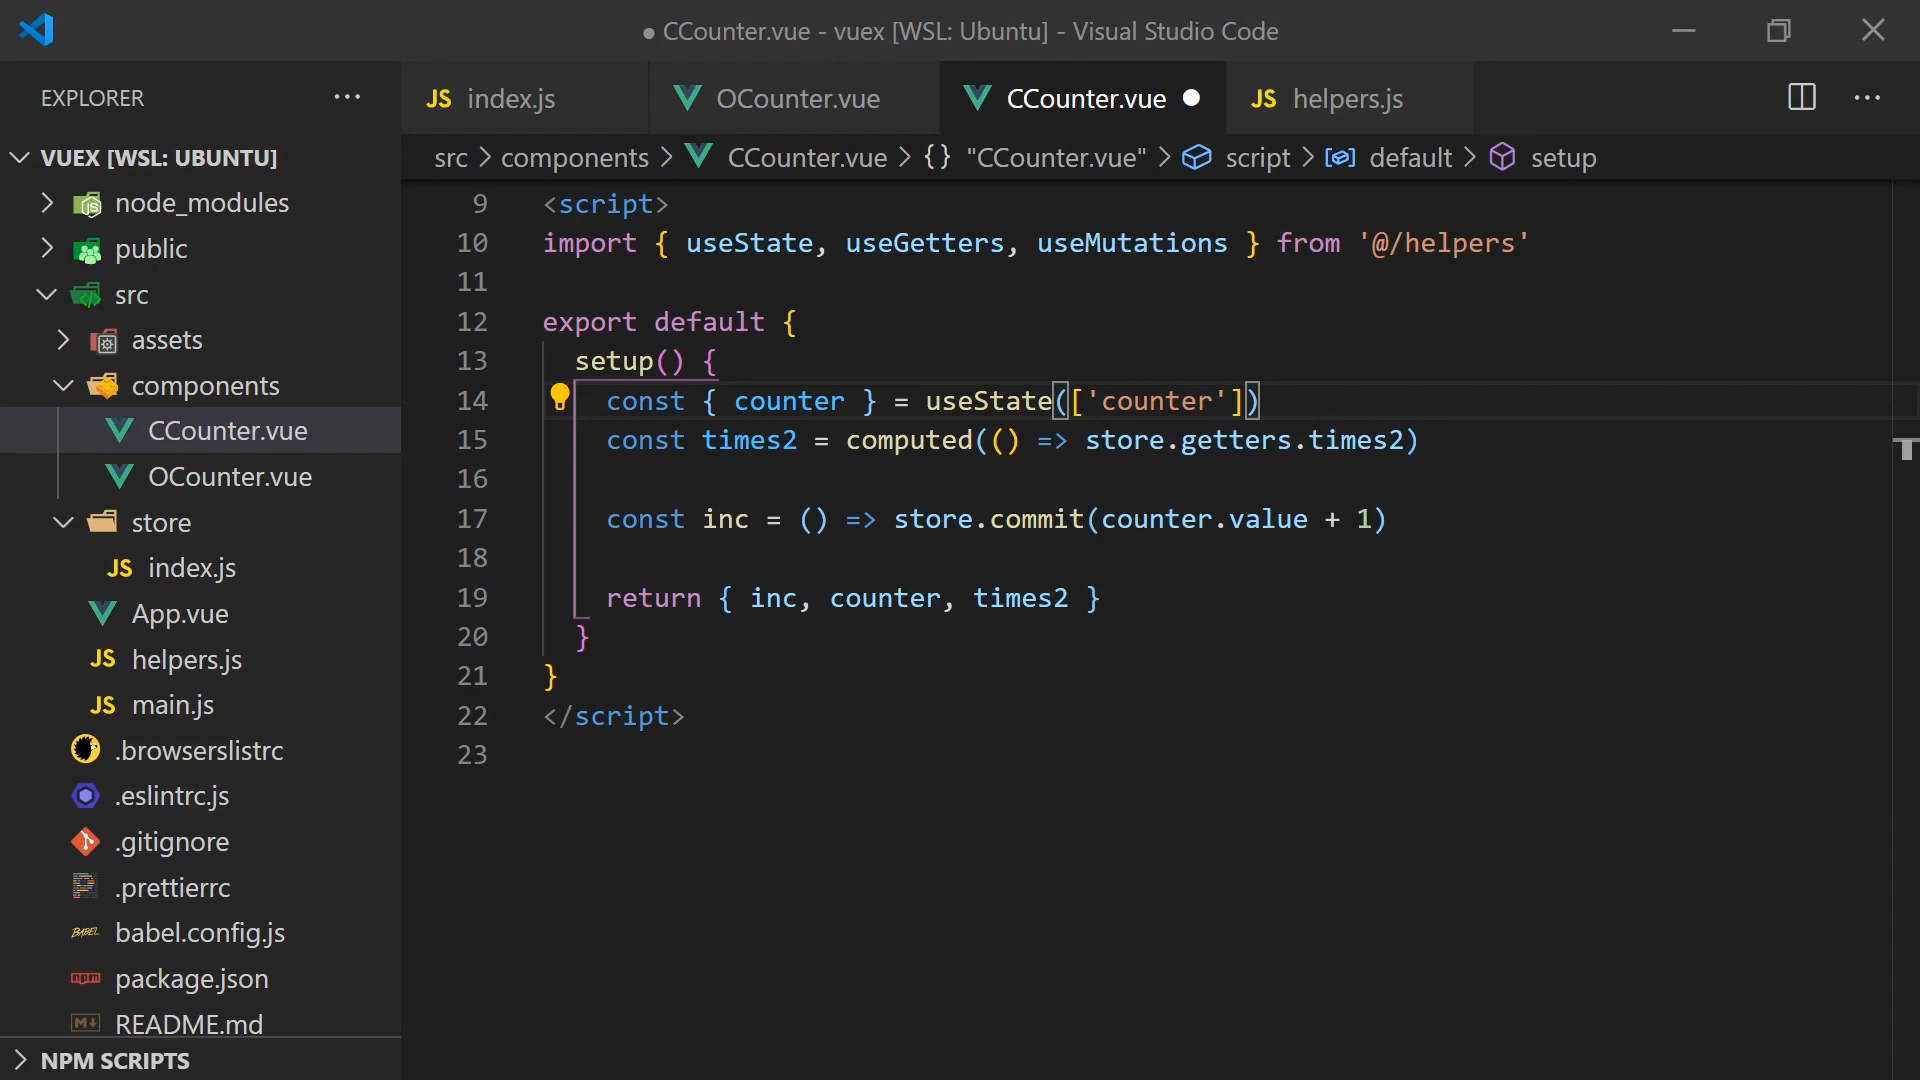 ● CCounter.vue - vuex [WSL: Ubuntu] - Visual Studio Code
EXPLORER
VUEX [WSL: UBUNTU]
node_modules
public
src
assets
components
CCounter.vue
OCounter.vue
store
JS index.js
App.vue
JS helpers.js
JS main.js
.browserslistrc
.eslintrc.js
.gitignore
.prettierrc
BABEL babel.config.js
npm package.json
M↓ README.md
NPM SCRIPTS
JS index.js
OCounter.vue
CCounter.vue ●
JS helpers.js
src > components > CCounter.vue > {} "CCounter.vue" > script > default > setup
9 <script>
10 import { useState, useGetters, useMutations } from '@/helpers'
11
12 export default {
13   setup() {
14     const { counter } = useState(['counter'])
15     const times2 = computed(() => store.getters.times2)
16
17     const inc = () => store.commit(counter.value + 1)
18
19     return { inc, counter, times2 }
20   }
21 }
22 </script>
23